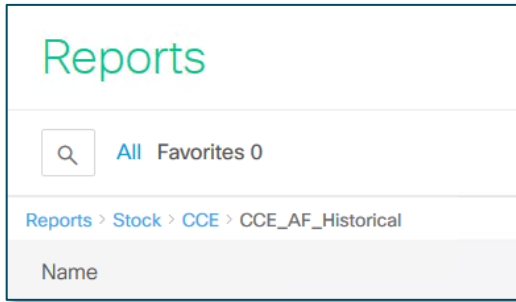 Reports
All Favorites 0
Reports > Stock > CCE > CCE_AF_Historical
Name